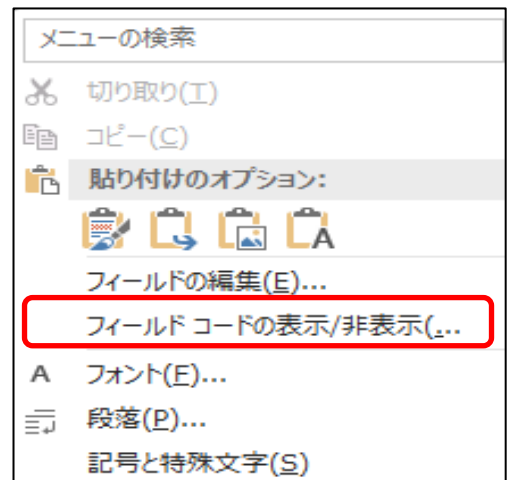 メニューの検索
切り取り(T)
コピー(C)
貼り付けのオプション:
A
フィールドの編集(E)...
フィールド コードの表示/非表示(...
A フォント(F)...
段落(P)...
記号と特殊文字(S)